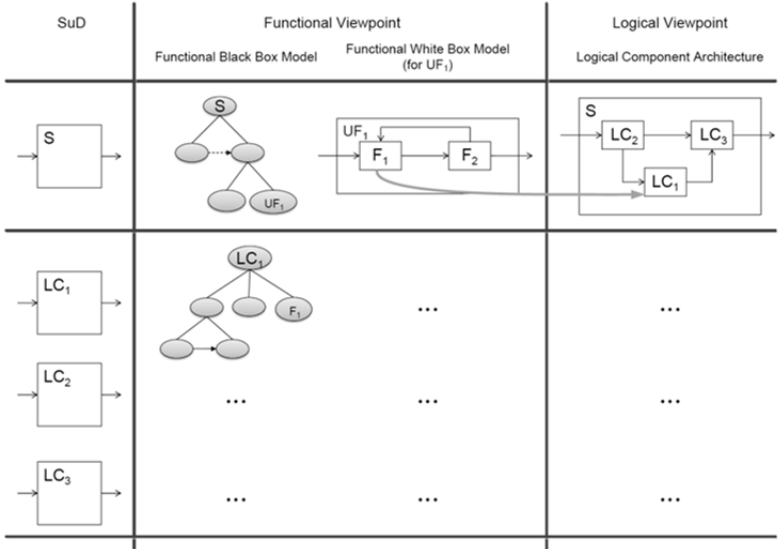 SuD
Functional Viewpoint
Logical Viewpoint
Functional Black Box Model
Functional White Box Model
(for UF₁)
Logical Component Architecture
S
S
UF₁
UF₁
F₁
F₂
S
LC₂
LC₃
LC₁
LC₁
LC₁
F₁
...
...
LC₂
...
...
...
LC₃
...
...
...